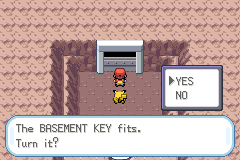 YES
NO
The BASEMENT KEY fits.
Turn it?